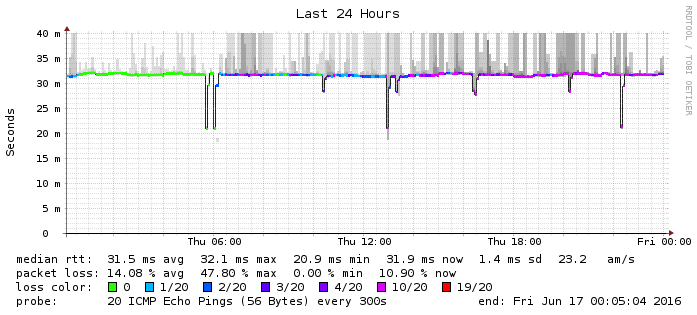 Last 24 Hours
RRDTOOL / TOBI OETIKER
Seconds
40 m
35 m
30 m
25 m
20 m
15 m
10 m
5 m
0
Thu 06:00 Thu 12:00 Thu 18:00 Fri 00:00
median rtt: 31.5 ms avg 32.1 ms max 20.9 ms min 31.9 ms now 1.4 ms sd 23.2 am/s
packet loss: 14.08 % avg 47.80 % max 0.00 % min 10.90 % now
loss color: 0 1/20 2/20 3/20 4/20 10/20 19/20
probe: 20 ICMP Echo Pings (56 Bytes) every 300s end: Fri Jun 17 00:05:04 2016